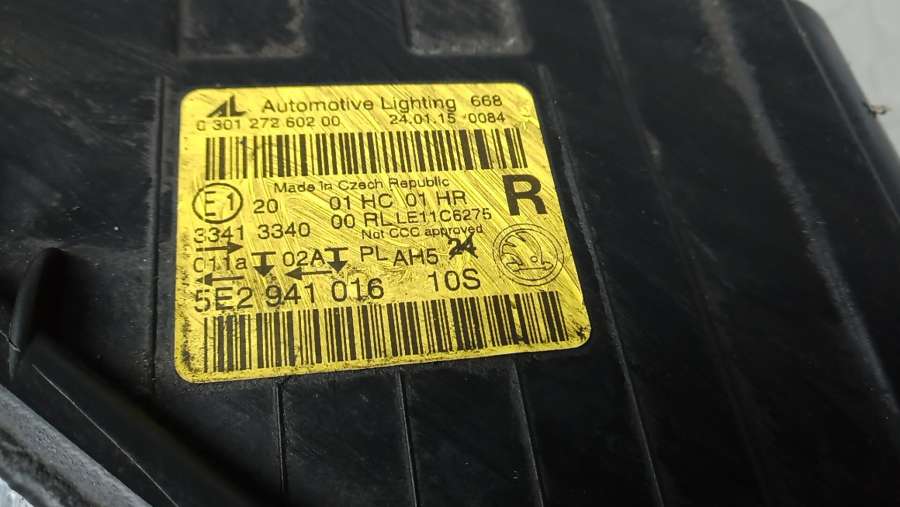 AL Automotive Lighting 668
0 301 272 602 00 24.01.15 0084
Made in Czech Republic
E1 20 01 HC 01 HR R
3341 3340 00 RL LE11C6275
Not CCC approved
011a 02A PL AH5 24
5E2 941 016 10S